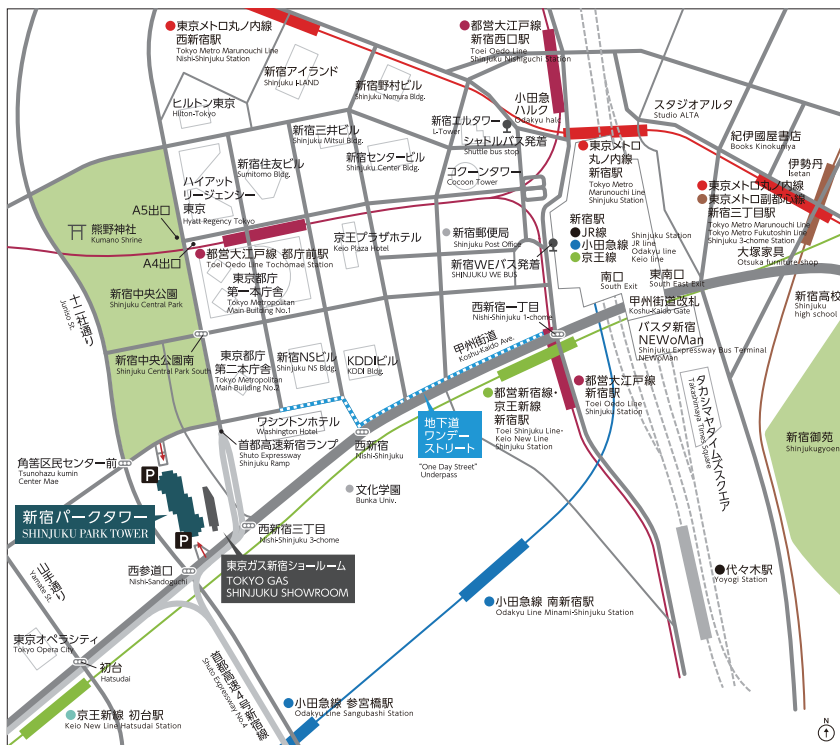 東京メトロ丸ノ内線
西新宿駅
Tokyo Metro Marunouchi Line
Nishi-Shinjuku Station
都営大江戸線
新宿西口駅
Toei Oedo Line
Shinjuku Nishiguchi Station
新宿アイランド
Shinjuku I-LAND
新宿野村ビル
Shinjuku Nomura Bldg.
ヒルトン東京
Hilton-Tokyo
新宿エルタワー
L-Tower
小田急
ハルク
Odakyu halc
スタジオアルタ
Studio ALTA
紀伊國屋書店
Books Kinokuniya
伊勢丹
Isetan
新宿三井ビル
Shinjuku Mitsui Bldg.
シャトルバス発着
Shuttle bus stop
新宿住友ビル
Sumitomo Bldg.
新宿センタービル
Shinjuku Center Bldg.
コクーンタワー
Cocoon Tower
東京メトロ
丸ノ内線
新宿駅
Tokyo Metro
Marunouchi Line
Shinjuku Station
ハイアット
リージェンシー
東京
Hyatt Regency Tokyo
東京メトロ丸ノ内線
東京メトロ副都心線
新宿三丁目駅
Tokyo Metro Marunouchi Line
Tokyo Metro Fukutoshin Line
Shinjuku 3-chome Station
A5出口
熊野神社
Kumano Shrine
A4出口
都営大江戸線 都庁前駅
Toei Oedo Line Tochomae Station
京王プラザホテル
Keio Plaza Hotel
新宿郵便局
Shinjuku Post Office
新宿WEバス発着
SHINJUKU WE BUS
新宿駅
JR線
小田急線
京王線
Shinjuku Station
JR line
Odakyu line
Keio line
大塚家具
Otsuka furniture shop
南口
South Exit
東南口
South East Exit
新宿高校
Shinjuku
high school
新宿中央公園
Shinjuku Central Park
東京都庁
第一本庁舎
Tokyo Metropolitan
Main Building No.1
十二社通り
Juniso St.
甲州街道改札
Koshu-Kaido Gate
西新宿一丁目
Nishi-Shinjuku 1-chome
バスタ新宿
NEWoMan
Shinjuku Expressway Bus Terminal
NEWoMan
甲州街道
Koshu-Kaido Ave.
新宿中央公園南
Shinjuku Central Park South
東京都庁
第二本庁舎
Tokyo Metropolitan
Main Building No.2
新宿NSビル
Shinjuku NS Bldg.
KDDIビル
KDDI Bldg.
都営新宿線・
京王新線
新宿駅
Toei Shinjuku Line-
Keio New Line
Shinjuku Station
都営大江戸線
新宿駅
Toei Oedo Line
Shinjuku Station
タカシマヤタイムズスクエア
Takashimaya Times Square
新宿御苑
Shinjukugyoen
ワシントンホテル
Washington Hotel
地下道
ワンデー
ストリート
"One Day Street"
Underpass
首都高速新宿ランプ
Shuto Expressway
Shinjuku Ramp
西新宿
Nishi-Shinjuku
角筈区民センター前
Tsunohazu kumin
Center Mae
P
文化学園
Bunka Univ.
新宿パークタワー
SHINJUKU PARK TOWER
西新宿三丁目
Nishi-Shinjuku 3-chome
P
西参道口
Nishi-Sandoguchi
東京ガス新宿ショールーム
TOKYO GAS
SHINJUKU SHOWROOM
山手通り
Yamate St.
代々木駅
Yoyogi Station
小田急線 南新宿駅
Odakyu Line Minami-Shinjuku Station
東京オペラシティ
Tokyo Opera City
初台
Hatsudai
首都高速4号新宿線
Shuto Expressway No.4
京王新線 初台駅
Keio New Line Hatsudai Station
小田急線 参宮橋駅
Odakyu Line Sangubashi Station
N